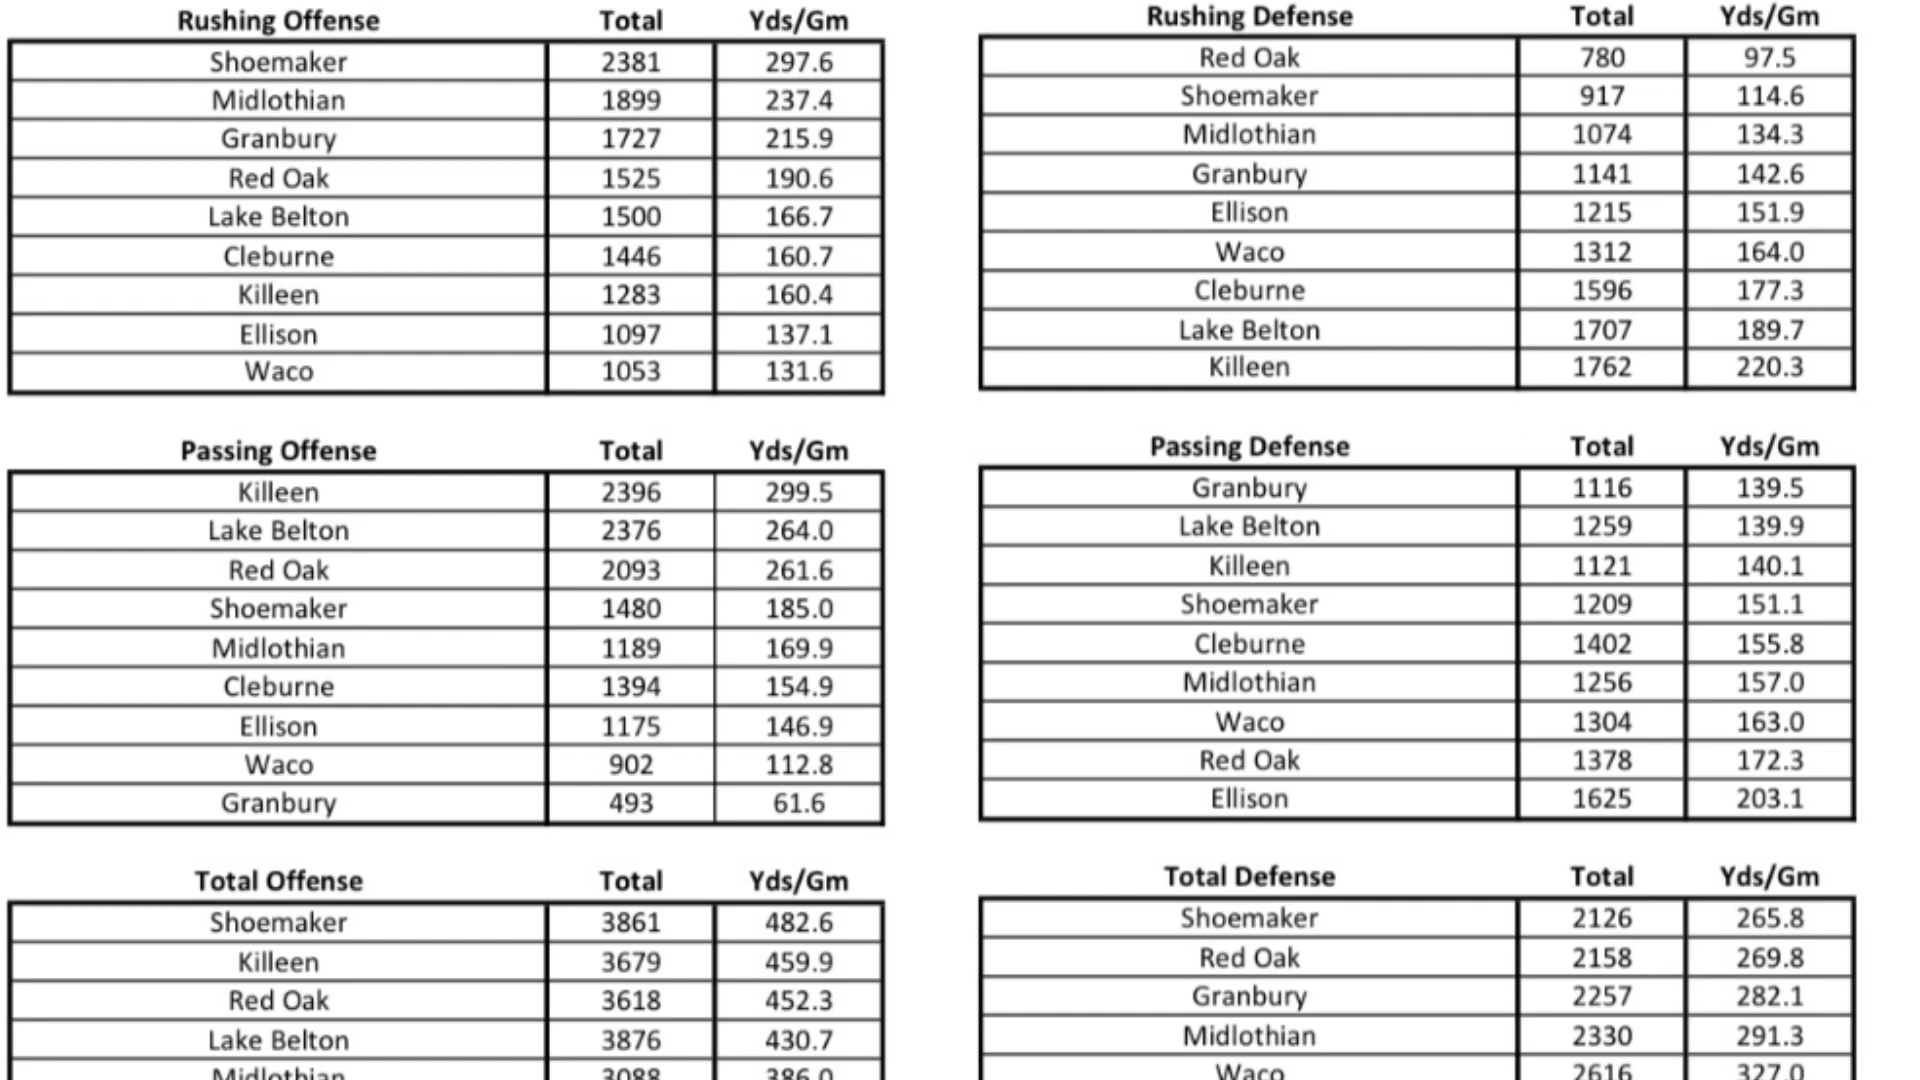 Rushing Offense Total Yds/Gm
Shoemaker 2381 297.6
Midlothian 1899 237.4
Granbury 1727 215.9
Red Oak 1525 190.6
Lake Belton 1500 166.7
Cleburne 1446 160.7
Killeen 1283 160.4
Ellison 1097 137.1
Waco 1053 131.6
Passing Offense Total Yds/Gm
Killeen 2396 299.5
Lake Belton 2376 264.0
Red Oak 2093 261.6
Shoemaker 1480 185.0
Midlothian 1189 169.9
Cleburne 1394 154.9
Ellison 1175 146.9
Waco 902 112.8
Granbury 493 61.6
Total Offense Total Yds/Gm
Shoemaker 3861 482.6
Killeen 3679 459.9
Red Oak 3618 452.3
Lake Belton 3876 430.7
Midlothian 3088 386.0
Rushing Defense Total Yds/Gm
Red Oak 780 97.5
Shoemaker 917 114.6
Midlothian 1074 134.3
Granbury 1141 142.6
Ellison 1215 151.9
Waco 1312 164.0
Cleburne 1596 177.3
Lake Belton 1707 189.7
Killeen 1762 220.3
Passing Defense Total Yds/Gm
Granbury 1116 139.5
Lake Belton 1259 139.9
Killeen 1121 140.1
Shoemaker 1209 151.1
Cleburne 1402 155.8
Midlothian 1256 157.0
Waco 1304 163.0
Red Oak 1378 172.3
Ellison 1625 203.1
Total Defense Total Yds/Gm
Shoemaker 2126 265.8
Red Oak 2158 269.8
Granbury 2257 282.1
Midlothian 2330 291.3
Waco 2616 327.0